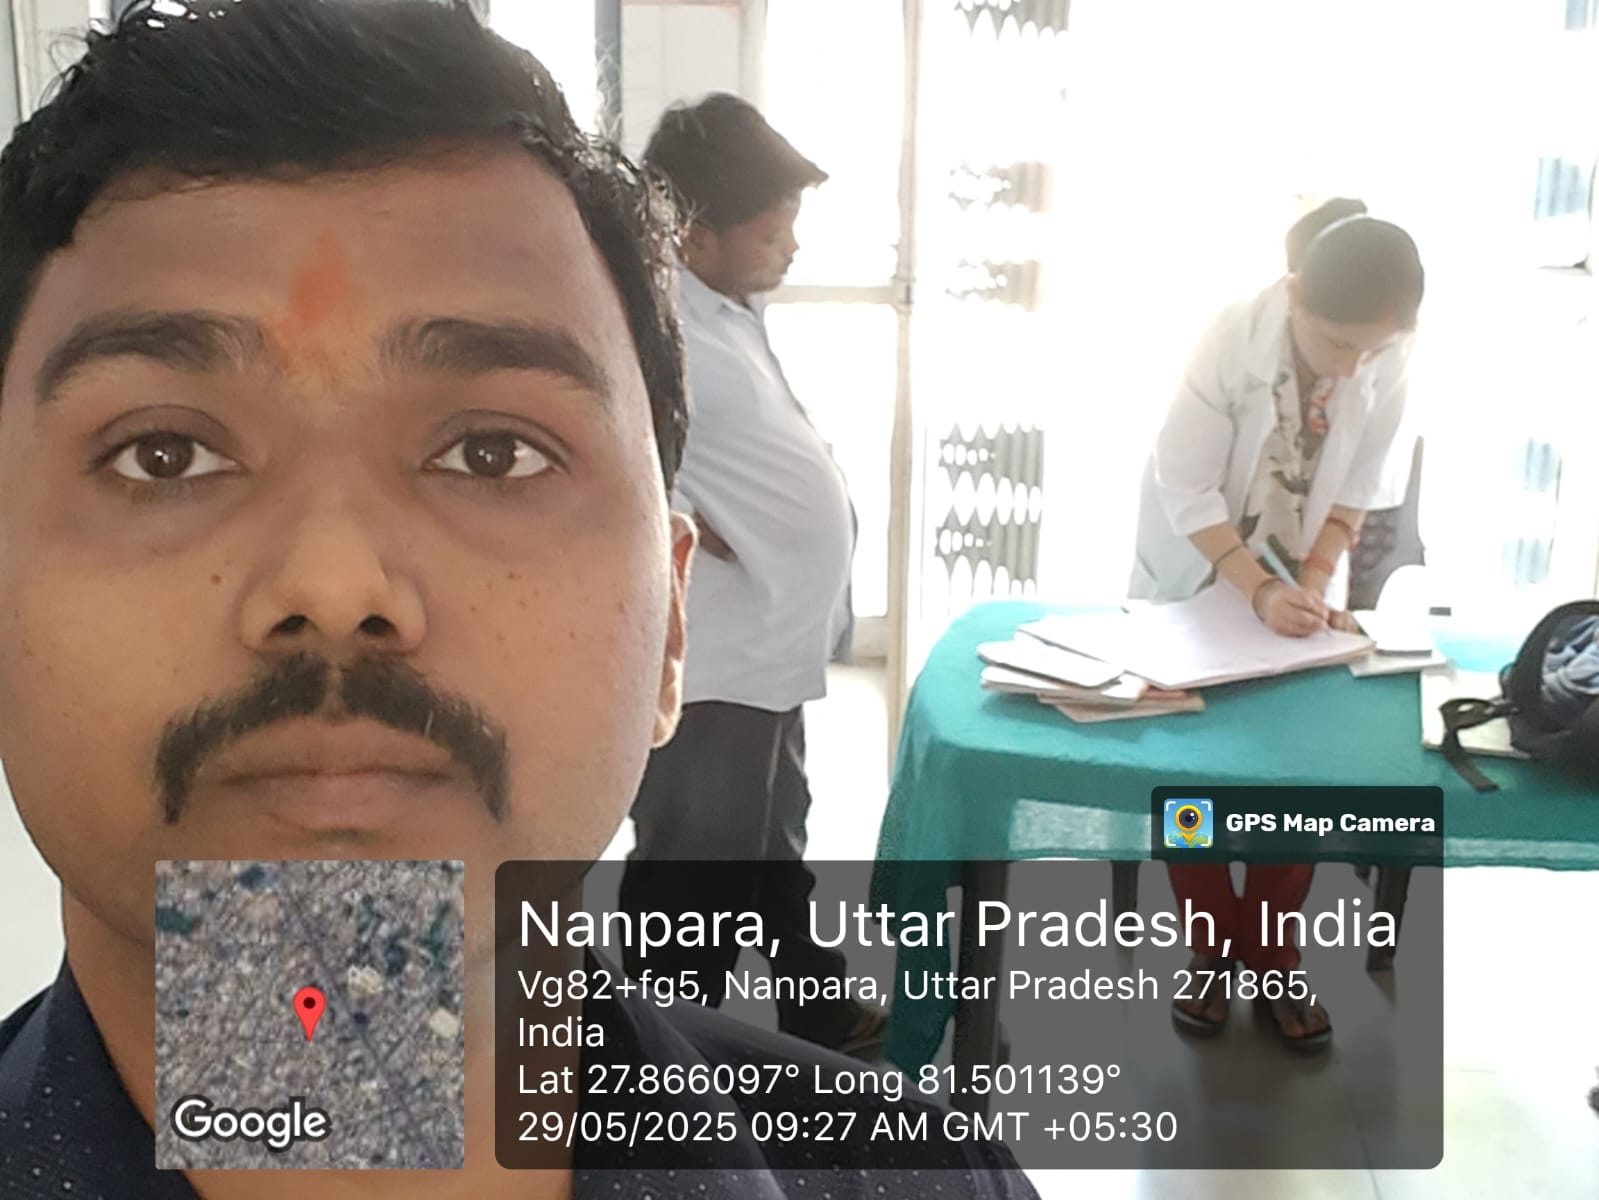 GPS Map Camera
Nanpara, Uttar Pradesh, India
Vg82+fg5, Nanpara, Uttar Pradesh 271865,
India
Lat 27.866097° Long 81.501139°
29/05/2025 09:27 AM GMT +05:30
Google